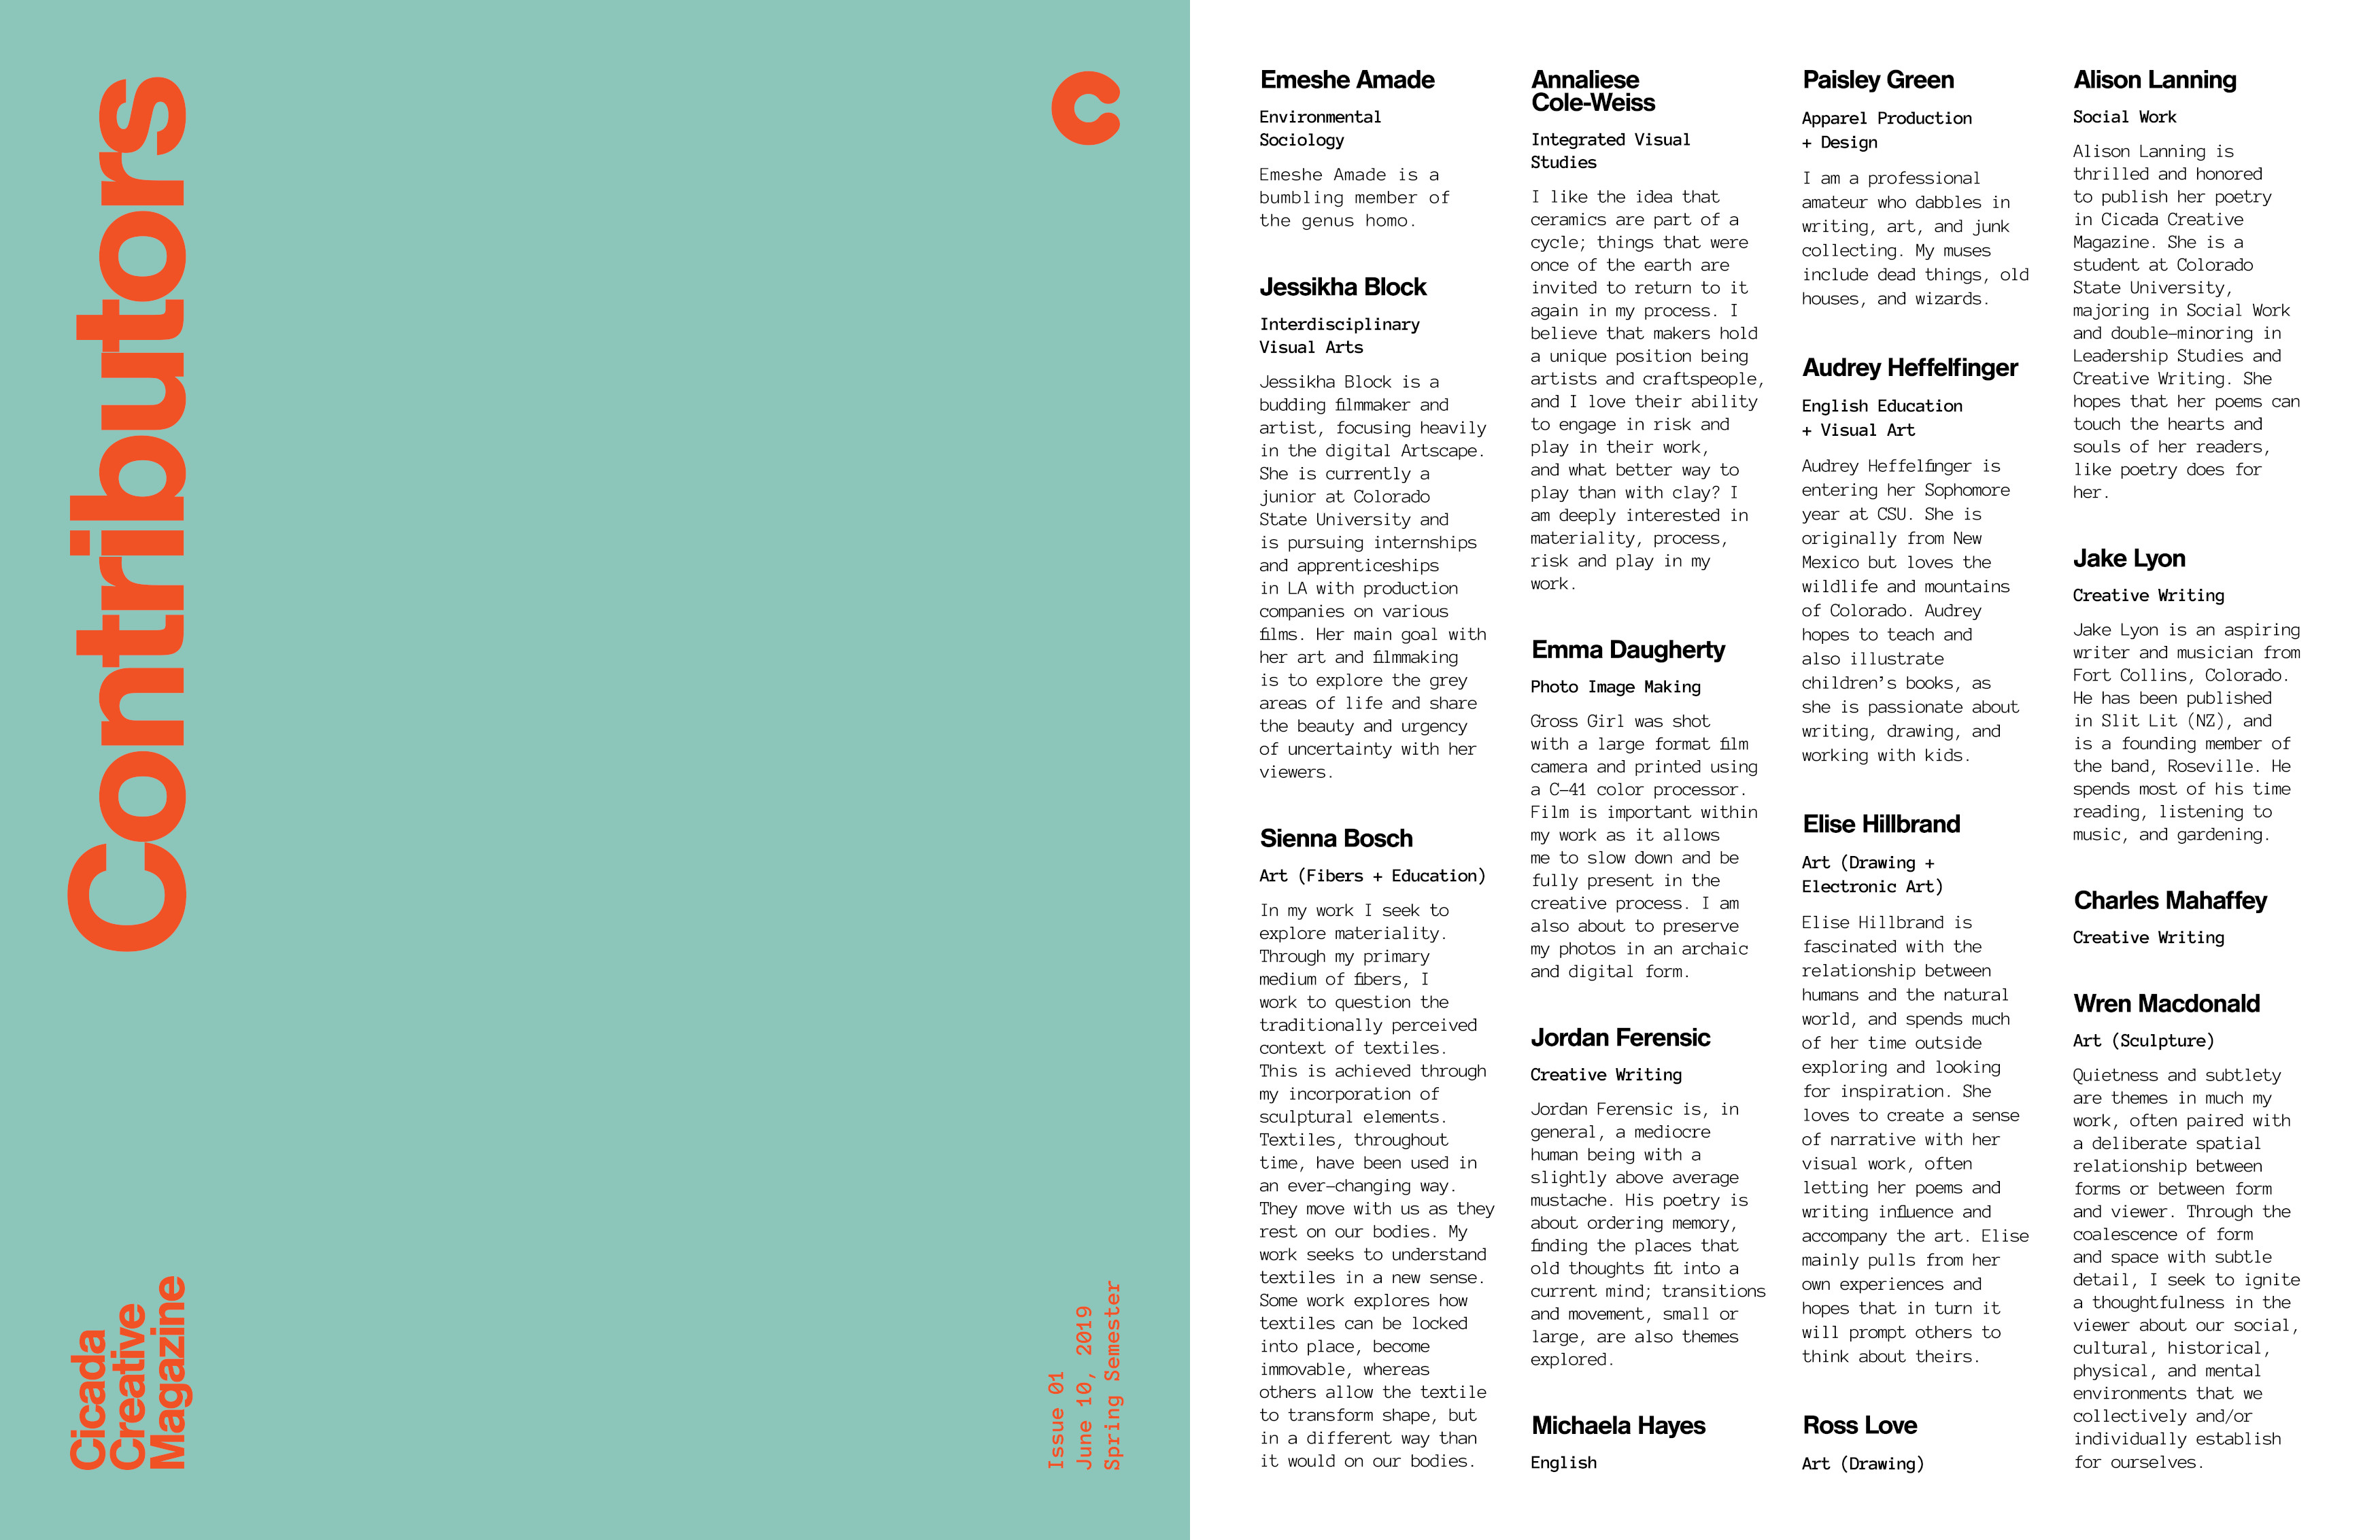 Contributors
Cicada
Creative
Magazine
Issue 01
June 10, 2019
Spring Semester
Emeshe Amade
Environmental
Sociology
Emeshe Amade is a
bumbling member of
the genus homo.
Jessikha Block
Interdisciplinary
Visual Arts
Jessikha Block is a
budding filmmaker and
artist, focusing heavily
in the digital Artscape.
She is currently a
junior at Colorado
State University and
is pursuing internships
and apprenticeships
in LA with production
companies on various
films. Her main goal with
her art and filmmaking
is to explore the grey
areas of life and share
the beauty and urgency
of uncertainty with her
viewers.
Sienna Bosch
Art (Fibers + Education)
In my work I seek to
explore materiality.
Through my primary
medium of fibers, I
work to question the
traditionally perceived
context of textiles.
This is achieved through
my incorporation of
sculptural elements.
Textiles, throughout
time, have been used in
an ever-changing way.
They move with us as they
rest on our bodies. My
work seeks to understand
textiles in a new sense.
Some work explores how
textiles can be locked
into place, become
immovable, whereas
others allow the textile
to transform shape, but
in a different way than
it would on our bodies.
Annaliese
Cole-Weiss
Integrated Visual
Studies
I like the idea that
ceramics are part of a
cycle; things that were
once of the earth are
invited to return to it
again in my process. I
believe that makers hold
a unique position being
artists and craftspeople,
and I love their ability
to engage in risk and
play in their work,
and what better way to
play than with clay? I
am deeply interested in
materiality, process,
risk and play in my
work.
Emma Daugherty
Photo Image Making
Gross Girl was shot
with a large format film
camera and printed using
a C-41 color processor.
Film is important within
my work as it allows
me to slow down and be
fully present in the
creative process. I am
also about to preserve
my photos in an archaic
and digital form.
Jordan Ferensic
Creative Writing
Jordan Ferensic is, in
general, a mediocre
human being with a
slightly above average
mustache. His poetry is
about ordering memory,
finding the places that
old thoughts fit into a
current mind; transitions
and movement, small or
large, are also themes
explored.
Michaela Hayes
English
Paisley Green
Apparel Production
+ Design
I am a professional
amateur who dabbles in
writing, art, and junk
collecting. My muses
include dead things, old
houses, and wizards.
Audrey Heffelfinger
English Education
+ Visual Art
Audrey Heffelfinger is
entering her Sophomore
year at CSU. She is
originally from New
Mexico but loves the
wildlife and mountains
of Colorado. Audrey
hopes to teach and
also illustrate
children’s books, as
she is passionate about
writing, drawing, and
working with kids.
Elise Hillbrand
Art (Drawing +
Electronic Art)
Elise Hillbrand is
fascinated with the
relationship between
humans and the natural
world, and spends much
of her time outside
exploring and looking
for inspiration. She
loves to create a sense
of narrative with her
visual work, often
letting her poems and
writing influence and
accompany the art. Elise
mainly pulls from her
own experiences and
hopes that in turn it
will prompt others to
think about theirs.
Ross Love
Art (Drawing)
Alison Lanning
Social Work
Alison Lanning is
thrilled and honored
to publish her poetry
in Cicada Creative
Magazine. She is a
student at Colorado
State University,
majoring in Social Work
and double-minoring in
Leadership Studies and
Creative Writing. She
hopes that her poems can
touch the hearts and
souls of her readers,
like poetry does for
her.
Jake Lyon
Creative Writing
Jake Lyon is an aspiring
writer and musician from
Fort Collins, Colorado.
He has been published
in Slit Lit (NZ), and
is a founding member of
the band, Roseville. He
spends most of his time
reading, listening to
music, and gardening.
Charles Mahaffey
Creative Writing
Wren Macdonald
Art (Sculpture)
Quietness and subtlety
are themes in much my
work, often paired with
a deliberate spatial
relationship between
forms or between form
and viewer. Through the
coalescence of form
and space with subtle
detail, I seek to ignite
a thoughtfulness in the
viewer about our social,
cultural, historical,
physical, and mental
environments that we
collectively and/or
individually establish
for ourselves.